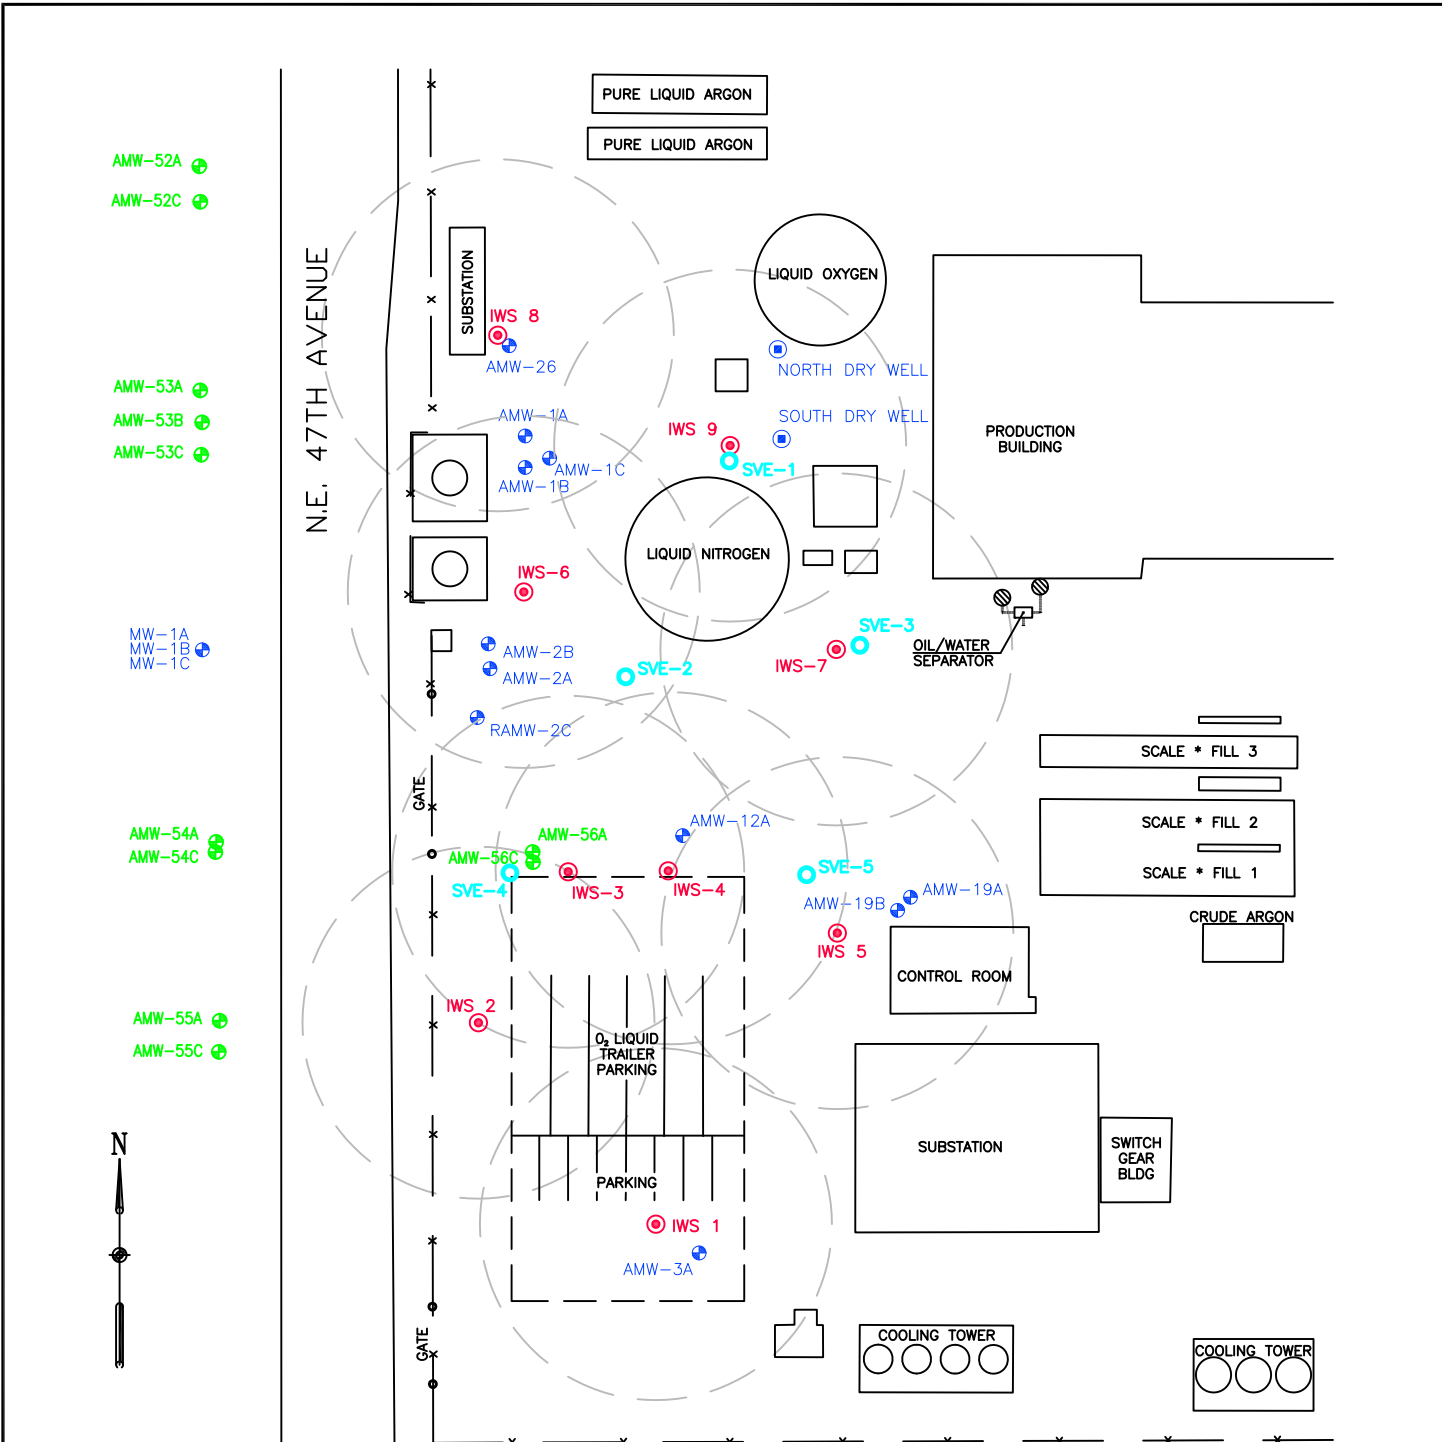 PURE LIQUID ARGON
PURE LIQUID ARGON
AMW-52A
AMW-52C
N.E. 47TH AVENUE
SUBSTATION
LIQUID OXYGEN
IWS 8
AMW-26
NORTH DRY WELL
AMW-53A
AMW-53B
AMW-53C
AMW-1A
AMW-1C
AMW-1B
IWS 9
SOUTH DRY WELL
SVE-1
PRODUCTION
BUILDING
LIQUID NITROGEN
IWS-6
MW-1A
MW-1B
MW-1C
AMW-2B
AMW-2A
RAMW-2C
SVE-2
SVE-3
IWS-7
OIL/WATER
SEPARATOR
SCALE * FILL 3
SCALE * FILL 2
SCALE * FILL 1
GATE
AMW-54A
AMW-54C
AMW-56A
AMW-56C
AMW-12A
SVE-4
IWS-3
IWS-4
SVE-5
AMW-19A
AMW-19B
IWS 5
CRUDE ARGON
CONTROL ROOM
AMW-55A
AMW-55C
IWS 2
O2 LIQUID
TRAILER
PARKING
SUBSTATION
SWITCH
GEAR
BLDG
N
PARKING
IWS 1
AMW-3A
GATE
COOLING TOWER
COOLING TOWER